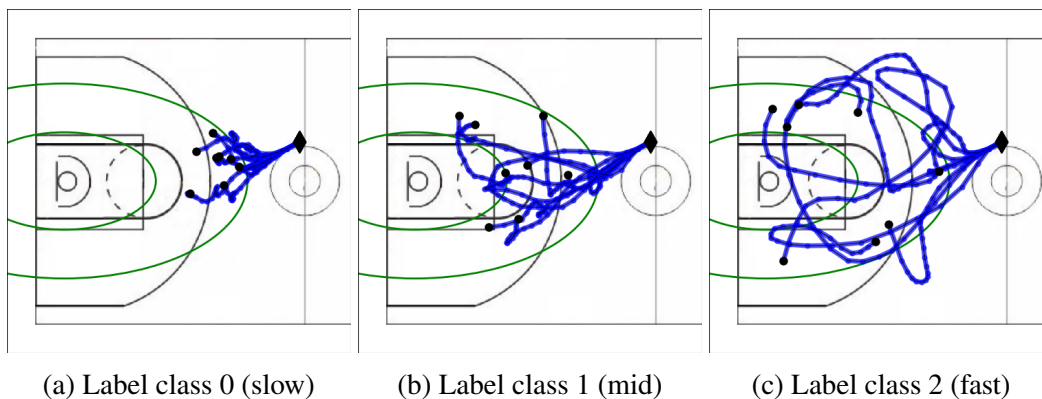 (a) Label class 0 (slow)
(b) Label class 1 (mid)
(c) Label class 2 (fast)